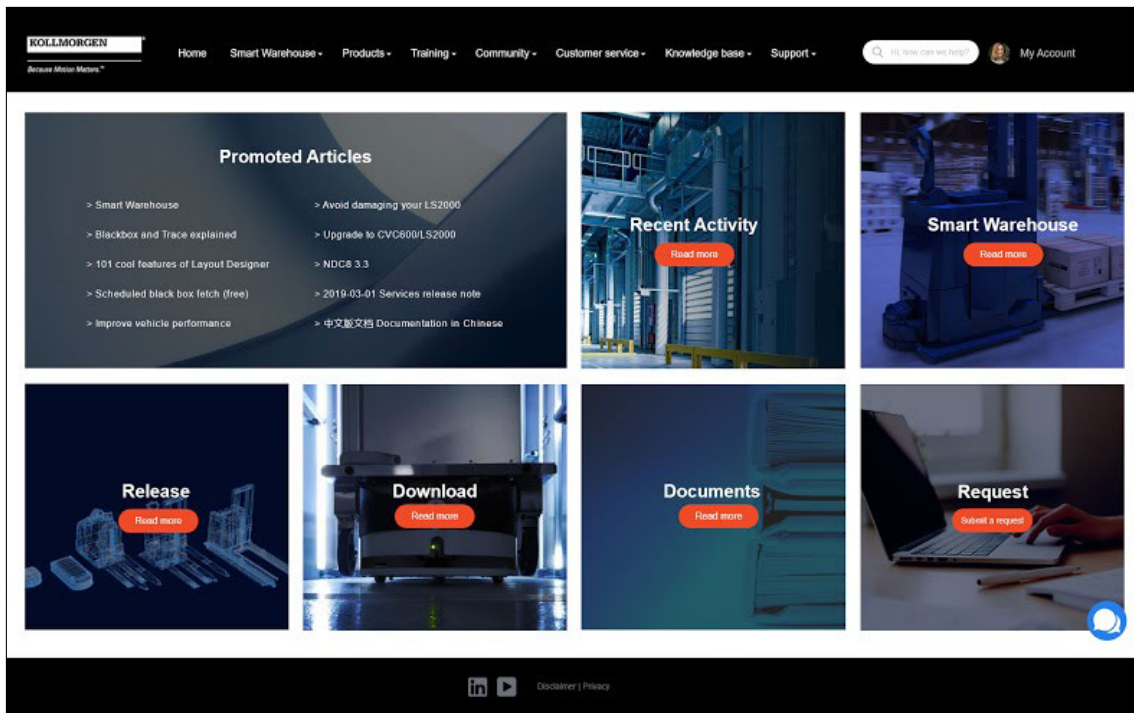 KOLLMORGEN
Because Motion Matters.™
Home
Smart Warehouse
Products
Training
Community
Customer service
Knowledge base
Support
Hi, how can we help?
My Account
Promoted Articles
> Smart Warehouse
> Blackbox and Trace explained
> 101 cool features of Layout Designer
> Scheduled black box fetch (free)
> Improve vehicle performance
> Avoid damaging your LS2000
> Upgrade to CVC600/LS2000
> NDC8 3.3
> 2019-03-01 Services release note
> 中文版文档 Documentation in Chinese
Recent Activity
Read more
Smart Warehouse
Read more
Release
Read more
Download
Read more
Documents
Read more
Request
Submit a request
in
Disclaimer | Privacy